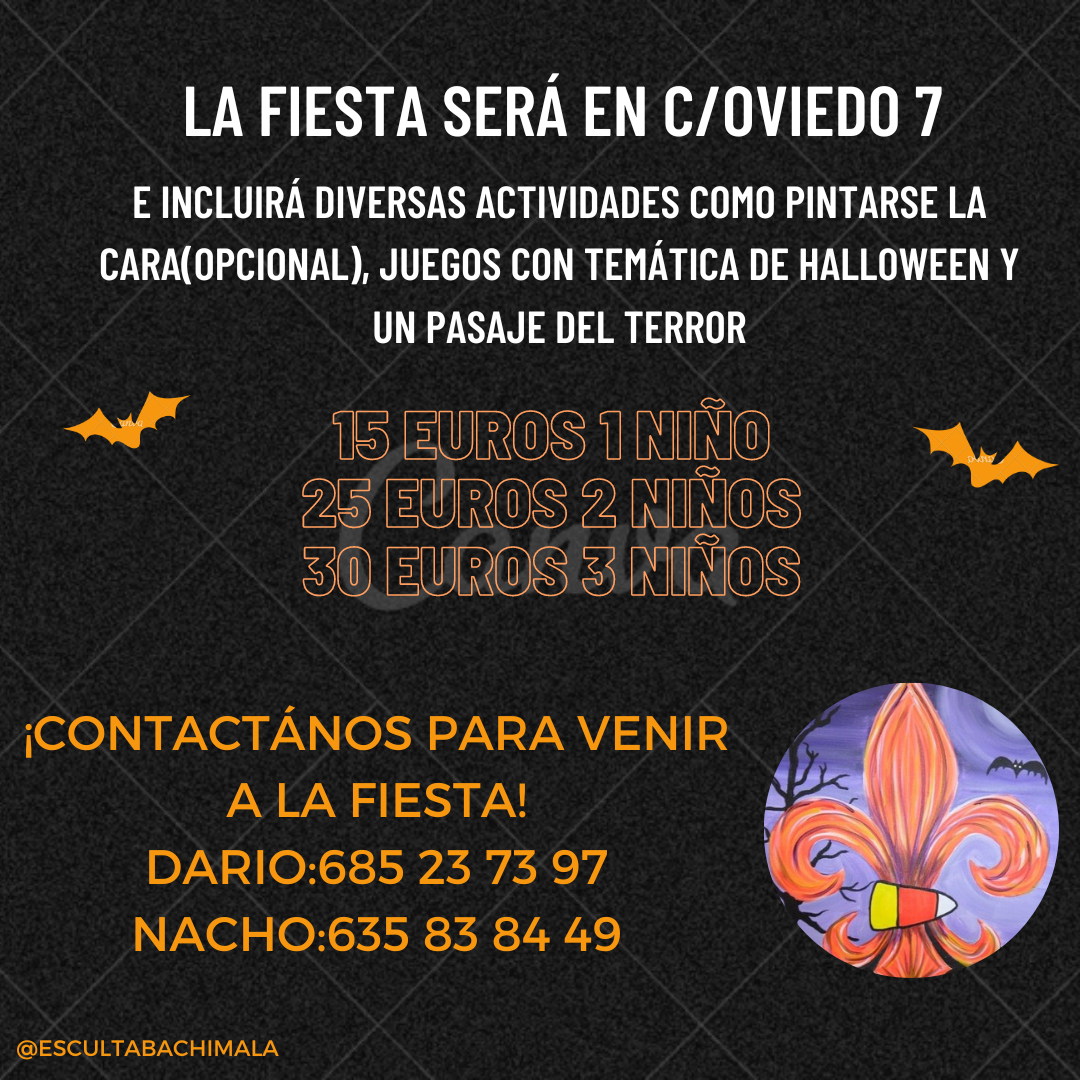 LA FIESTA SERÁ EN C/OVIEDO 7
E INCLUIRÁ DIVERSAS ACTIVIDADES COMO PINTARSE LA
CARA(OPCIONAL), JUEGOS CON TEMÁTICA DE HALLOWEEN Y
UN PASAJE DEL TERROR
15 EUROS 1 NIÑO
25 EUROS 2 NIÑOS
30 EUROS 3 NIÑOS
Canva
¡CONTACTÁNOS PARA VENIR
A LA FIESTA!
DARIO:685 23 73 97
NACHO:635 83 84 49
@ESCULTABACHIMALA